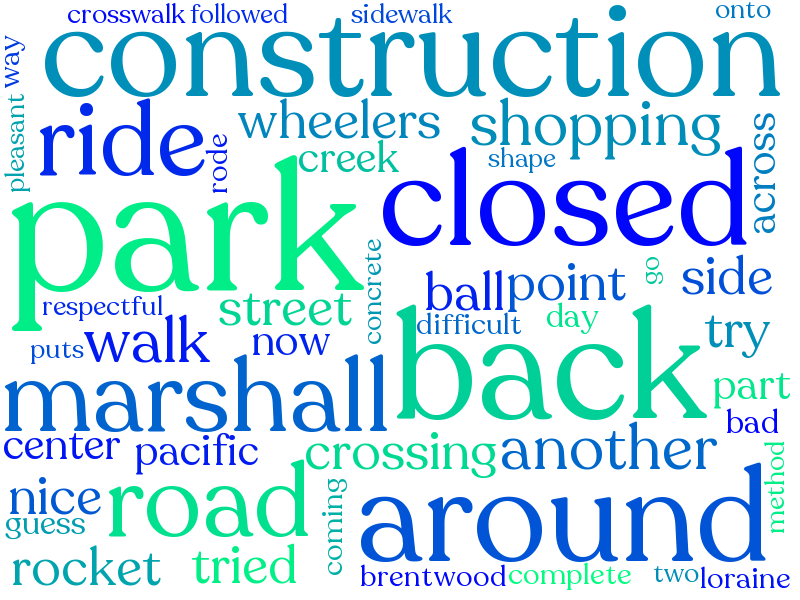 crosswalk followed sidewalk onto
way construction
pleasant ride rode wheelers creek shopping shape across
park closed
concrete go
respectful street ball point side
puts walk now difficult day try
marshall back part
bad
center pacific crossing another method
nice road coming around
guess
rocket tried brentwood complete two loraine